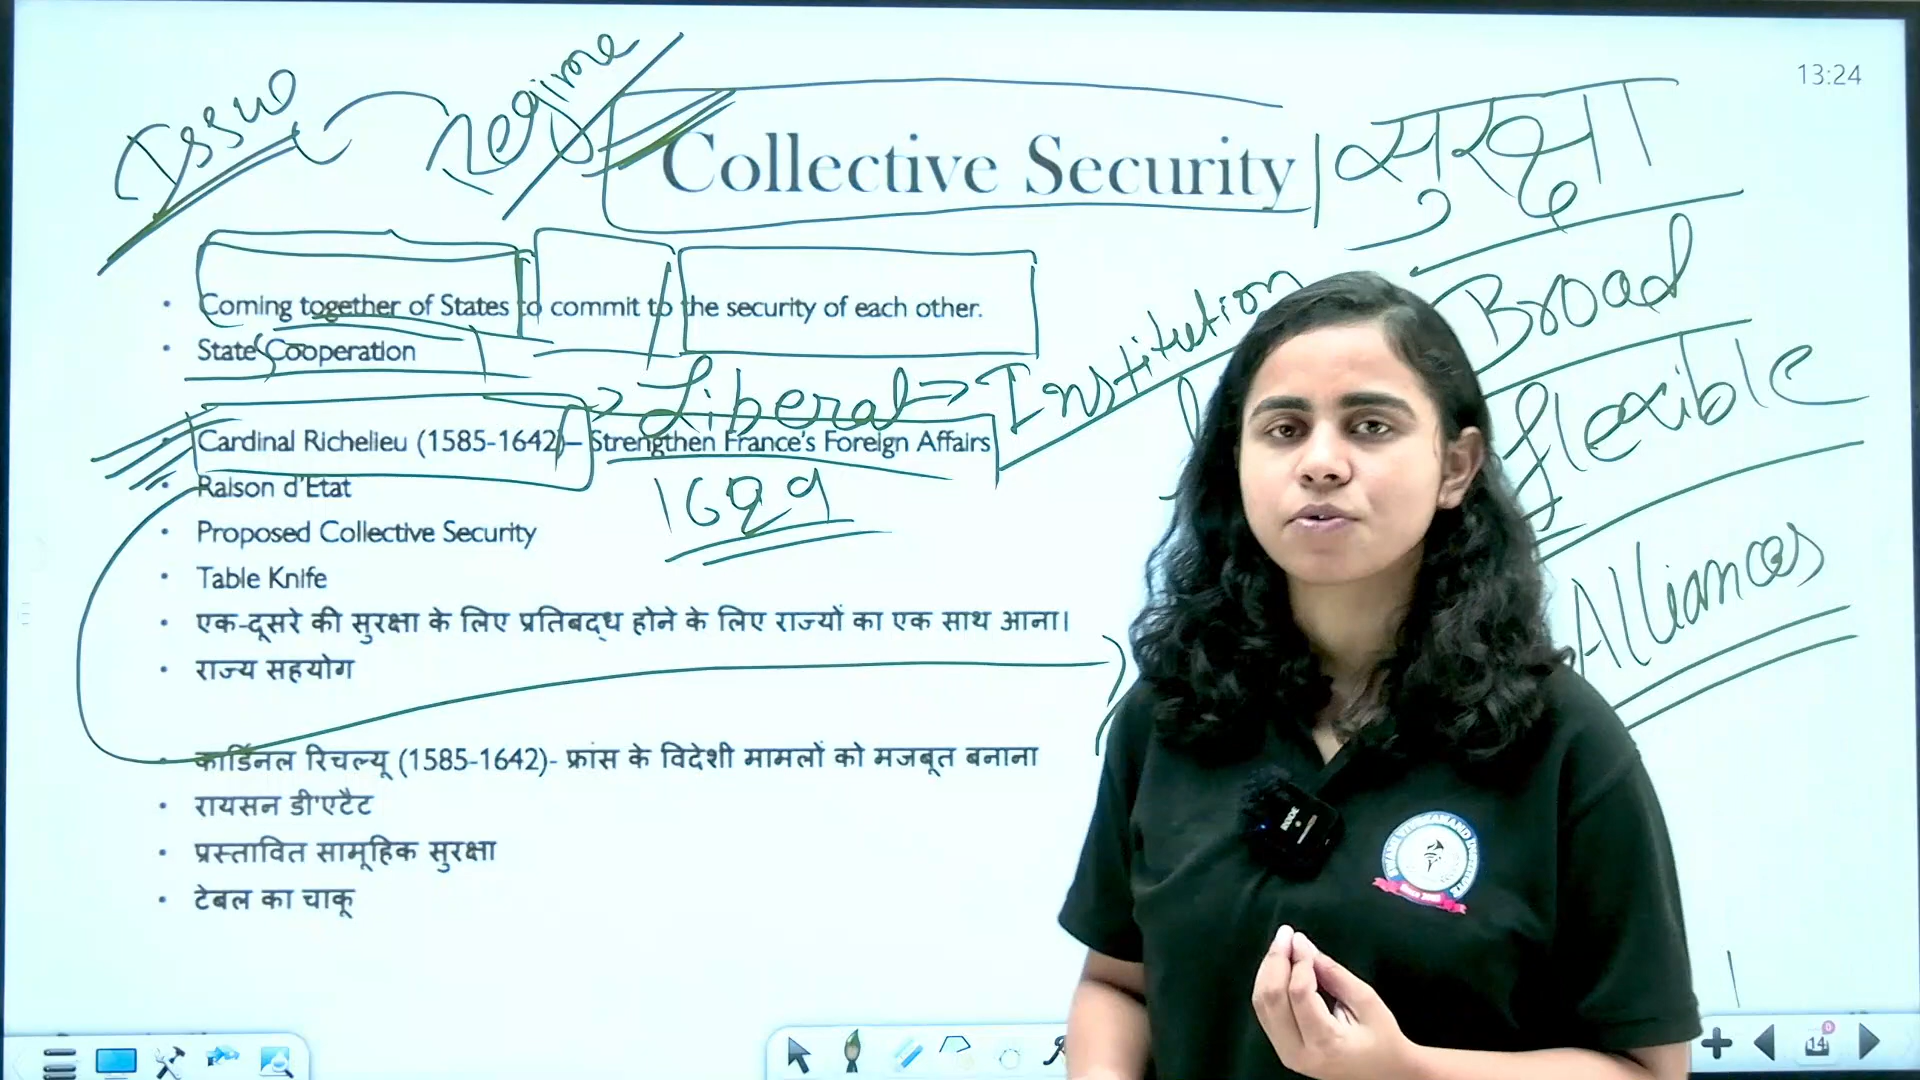 13:24
Issue
Regime
Collective Security | सुरक्षा
Broad
flexible
Alliances
• Coming together of States to commit to the security of each other.
• State Cooperation
Liberal → Institution
• Cardinal Richelieu (1585-1642)– Strengthen France's Foreign Affairs
• Raison d'Etat
1629
• Proposed Collective Security
• Table Knife
• एक-दूसरे की सुरक्षा के लिए प्रतिबद्ध होने के लिए राज्यों का एक साथ आना।
• राज्य सहयोग
• कार्डिनल रिचल्यू (1585-1642)- फ्रांस के विदेशी मामलों को मजबूत बनाना
• रायसन डी'एटैट
• प्रस्तावित सामूहिक सुरक्षा
• टेबल का चाकू
RODE
14